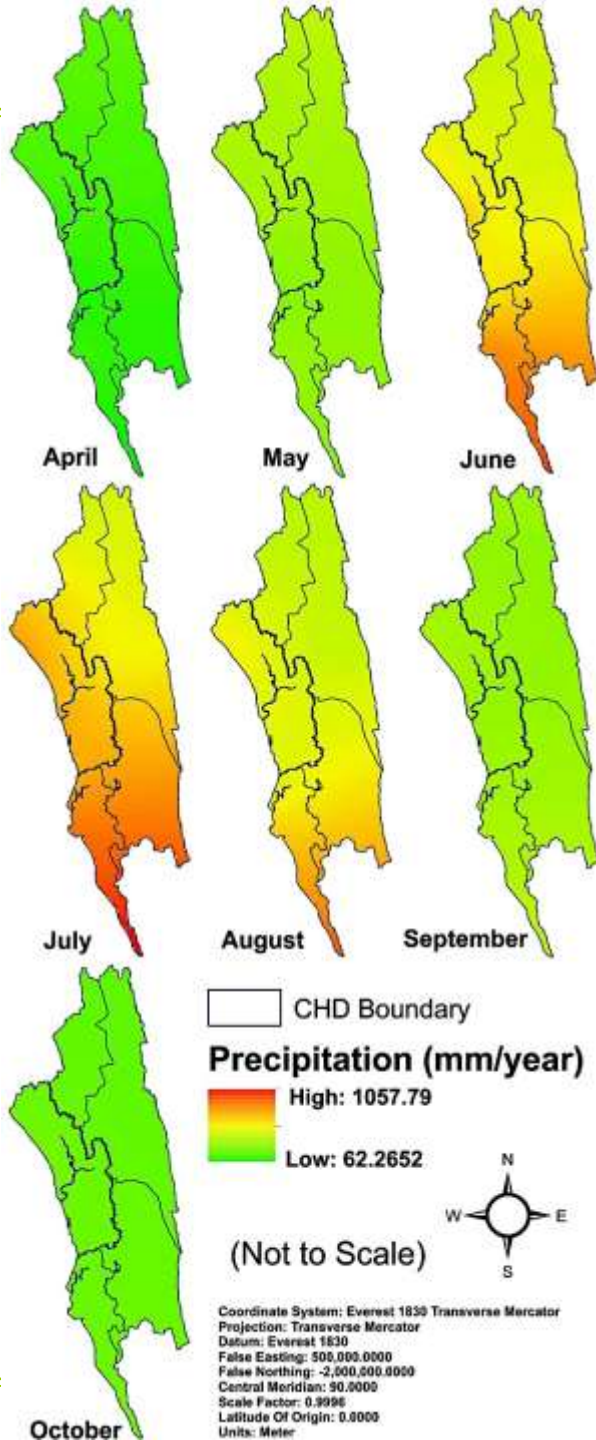 April
May
June
July
August
September
October
CHD Boundary
Precipitation (mm/year)
High: 1057.79
Low: 62.2652
N
W
E
S
(Not to Scale)
Coordinate System: Everest 1830 Transverse Mercator
Projection: Transverse Mercator
Datum: Everest 1830
False Easting: 500,000.0000
False Northing: -2,000,000.0000
Central Meridian: 90.0000
Scale Factor: 0.9996
Latitude Of Origin: 0.0000
Units: Meter